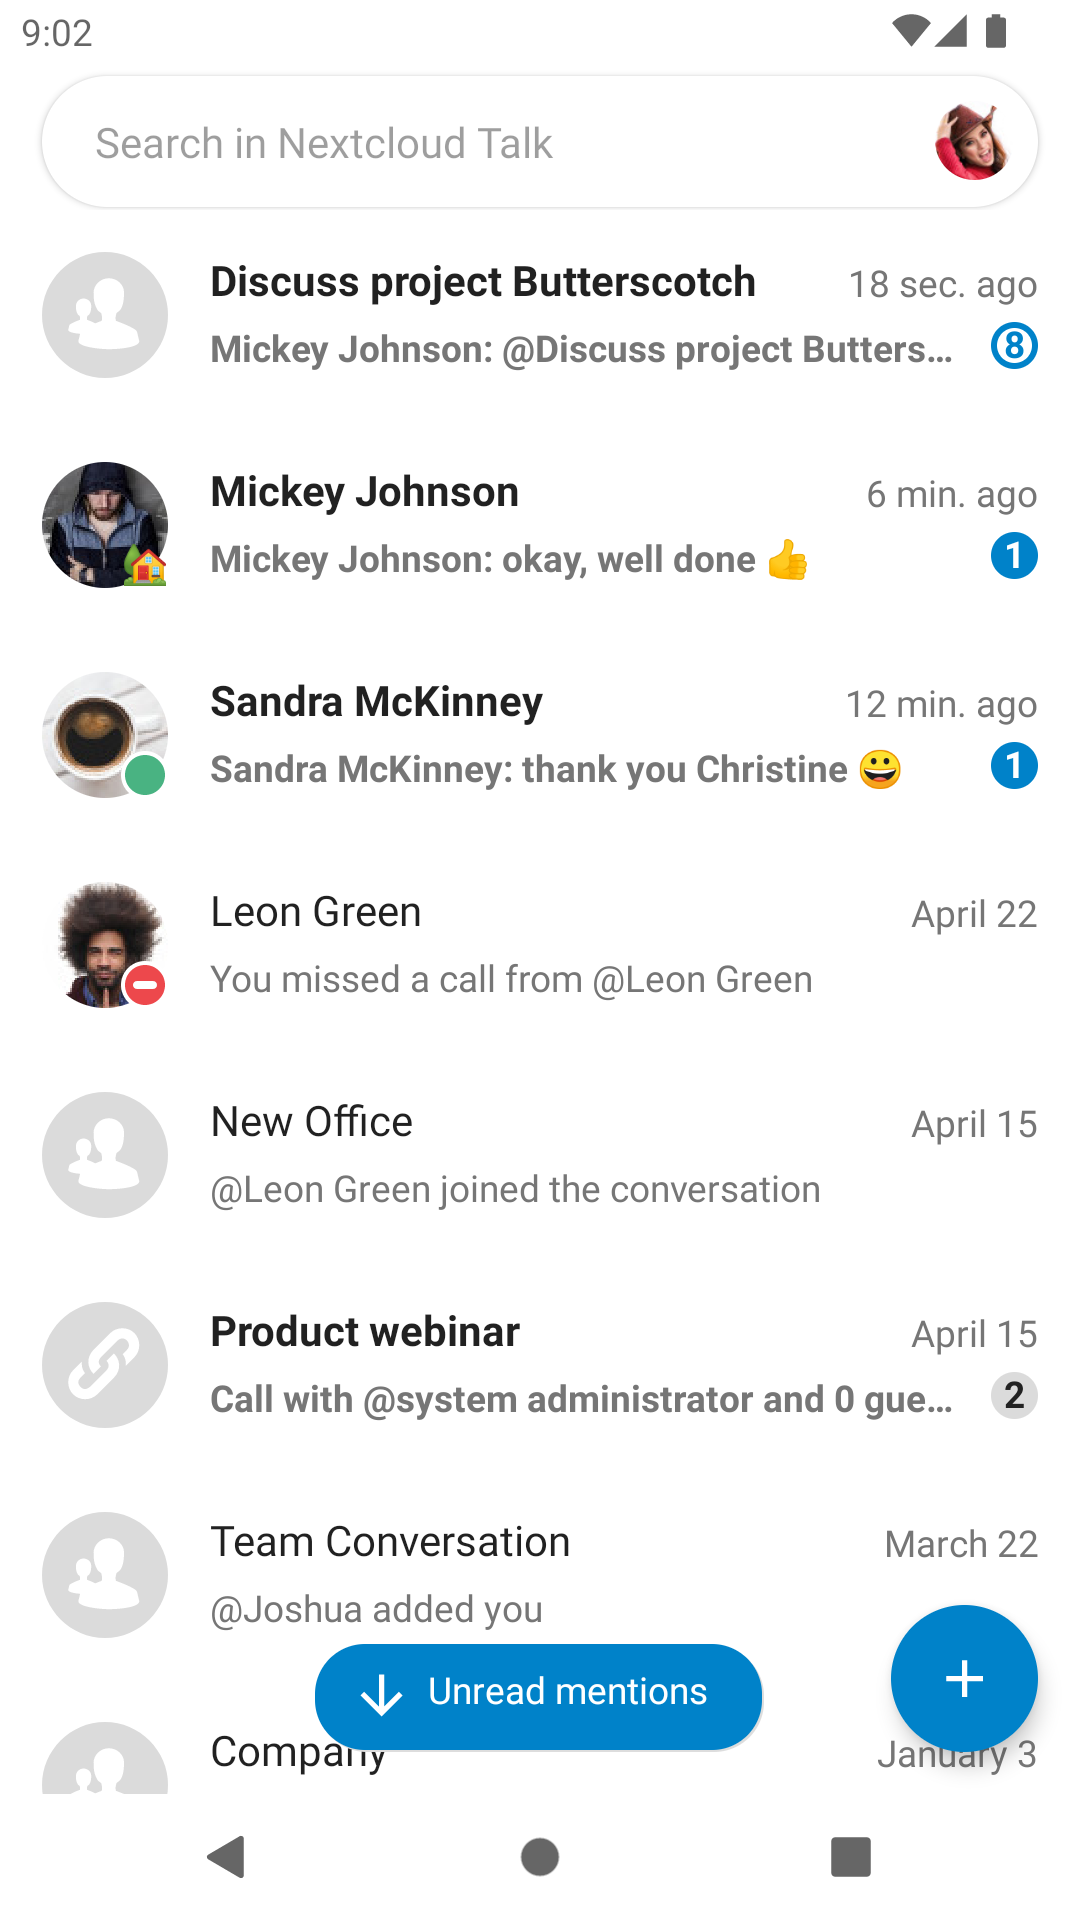 9:02
Search in Nextcloud Talk
Discuss project Butterscotch
18 sec. ago
Mickey Johnson: @Discuss project Butters...
8
Mickey Johnson
6 min. ago
Mickey Johnson: okay, well done 👍
1
Sandra McKinney
12 min. ago
Sandra McKinney: thank you Christine 😀
1
Leon Green
April 22
You missed a call from @Leon Green
New Office
April 15
@Leon Green joined the conversation
Product webinar
April 15
Call with @system administrator and 0 gue...
2
Team Conversation
March 22
@Joshua added you
Unread mentions
Company
January 3